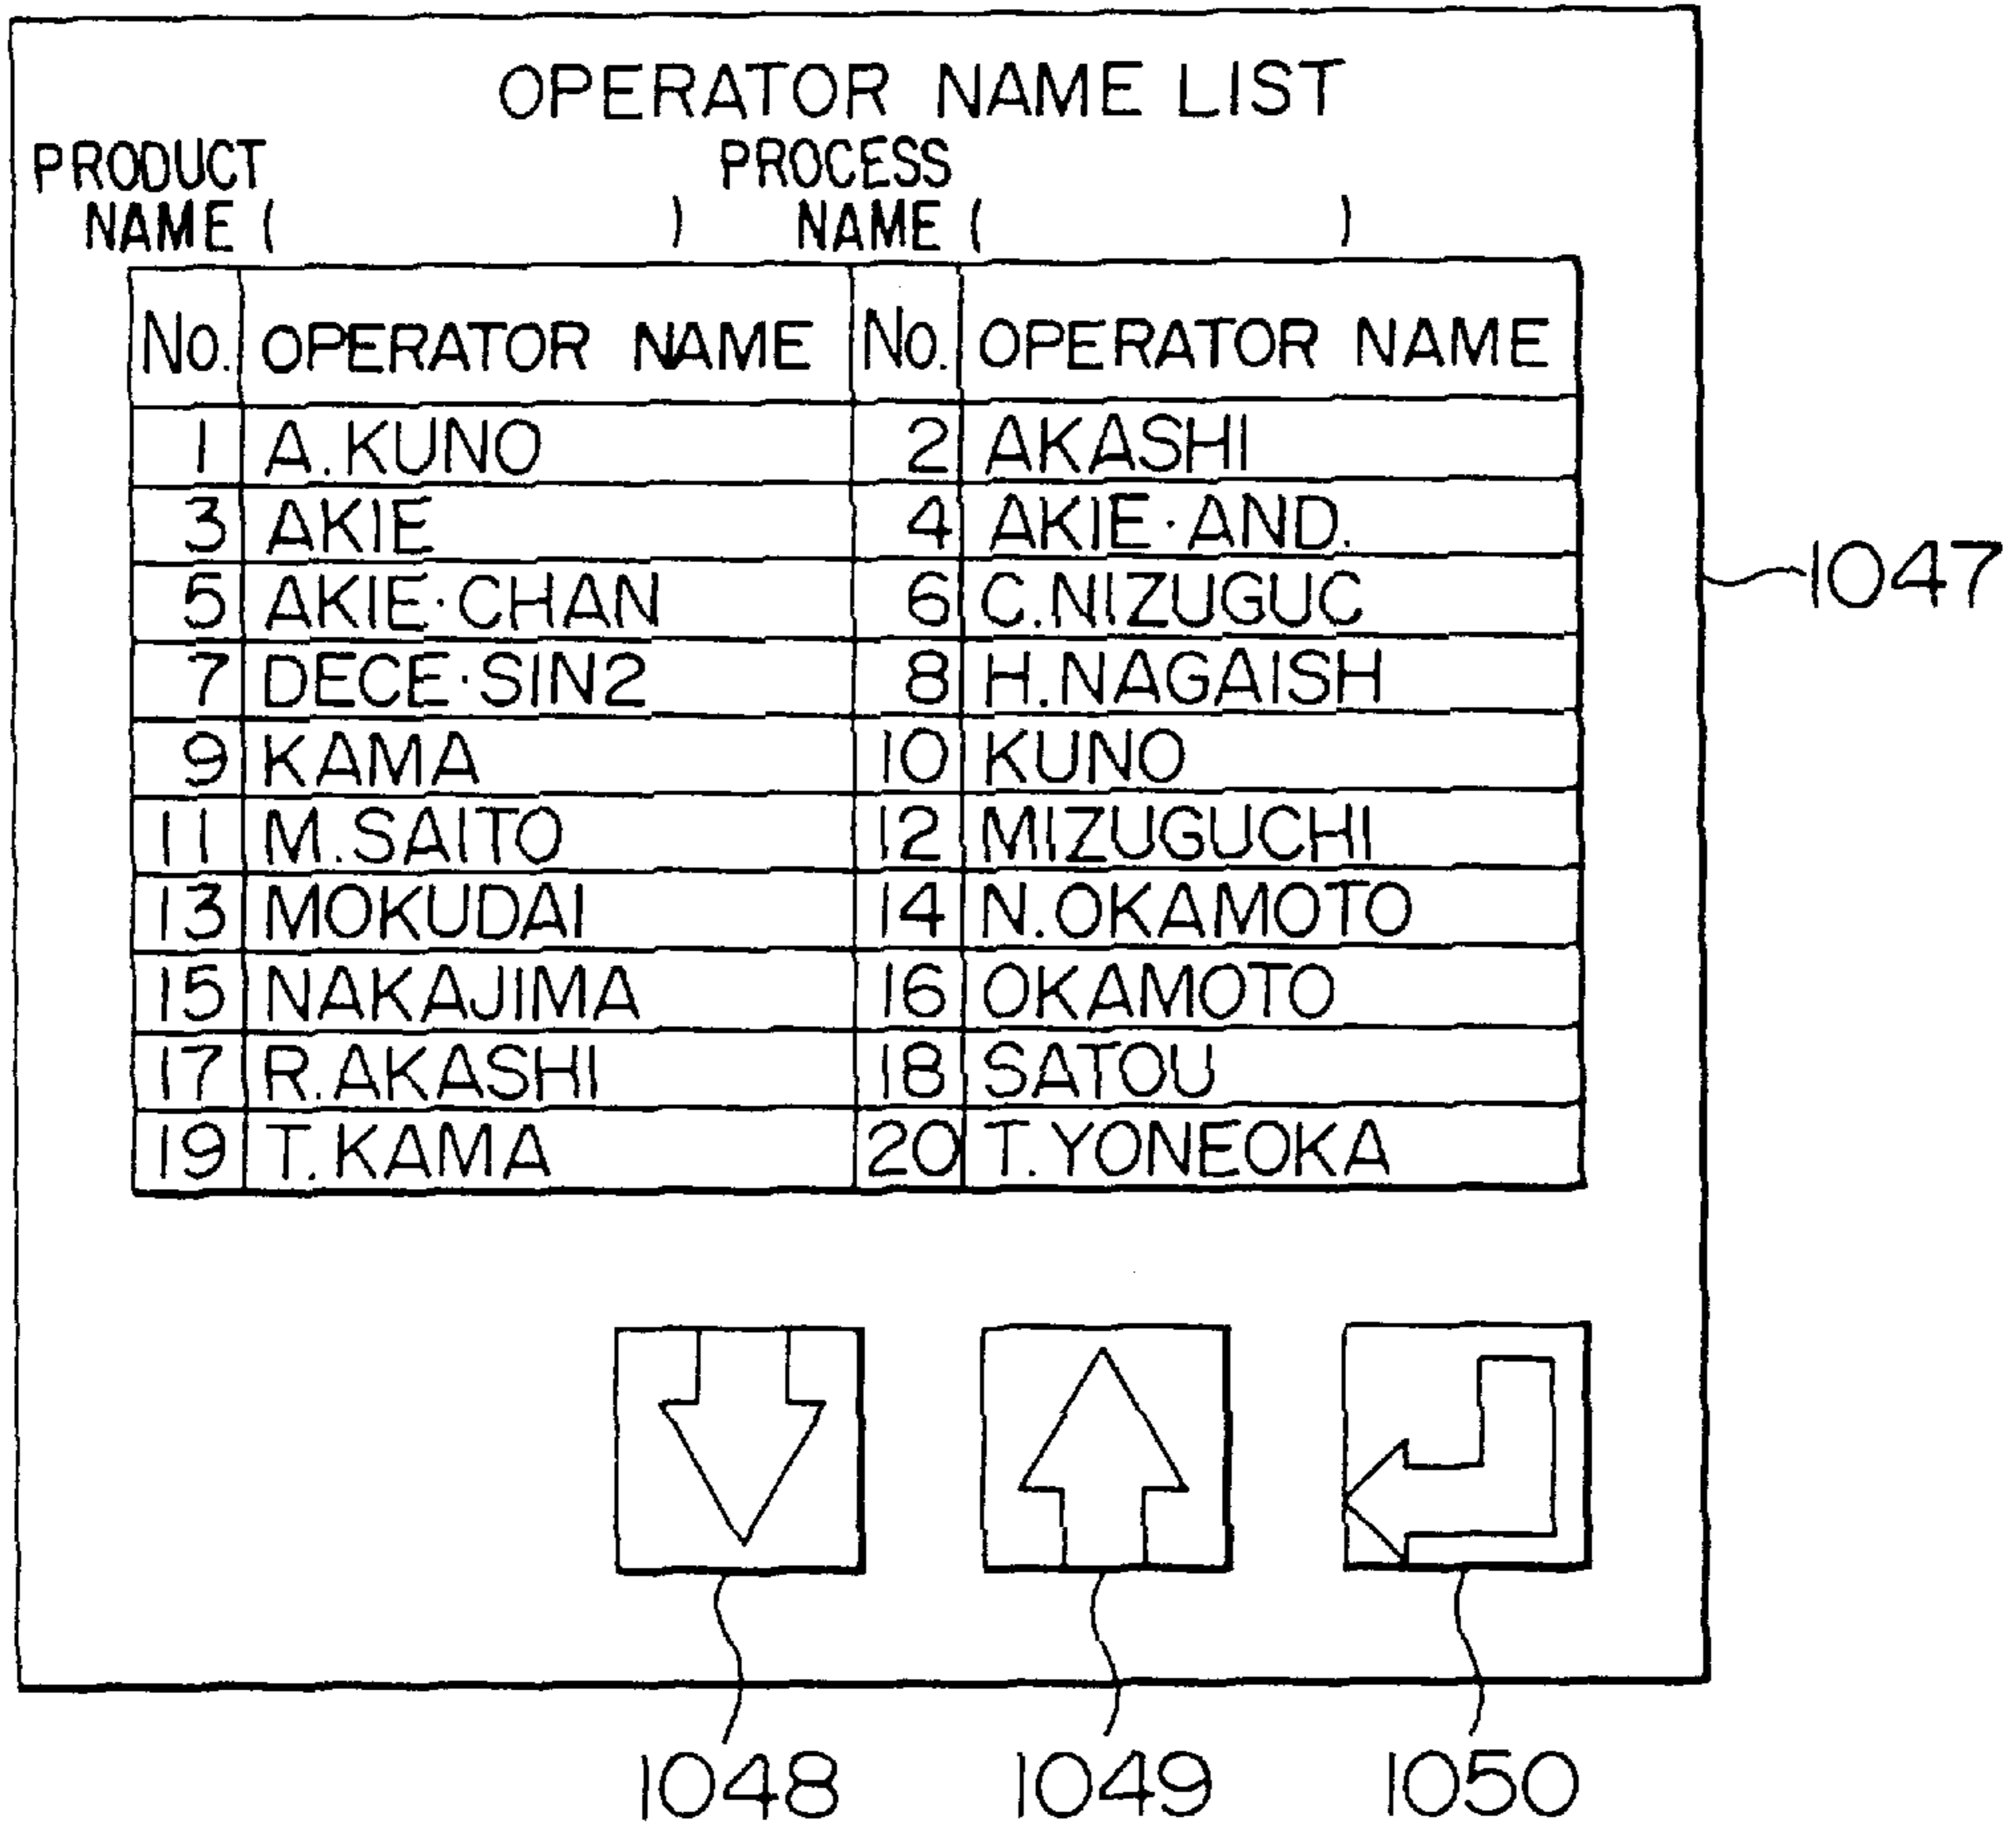 OPERATOR NAME LIST
PRODUCT PROCESS
NAME ( ) NAME ( )
No. OPERATOR NAME No. OPERATOR NAME
1 A.KUNO 2 AKASHI
3 AKIE 4 AKIE·AND.
5 AKIE·CHAN 6 C.NIZUGUC
7 DECE·SIN2 8 H.NAGAISH
9 KAMA 10 KUNO
11 M.SAITO 12 MIZUGUCHI
13 MOKUDAI 14 N.OKAMOTO
15 NAKAJIMA 16 OKAMOTO
17 R.AKASHI 18 SATOU
19 T.KAMA 20 T.YONEOKA
1047
1048 1049 1050